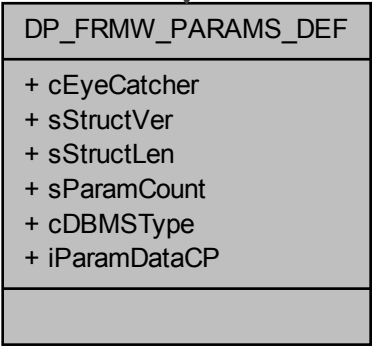 DP_FRMW_PARAMS_DEF
+ cEyeCatcher
+ sStructVer
+ sStructLen
+ sParamCount
+ cDBMSType
+ iParamDataCP